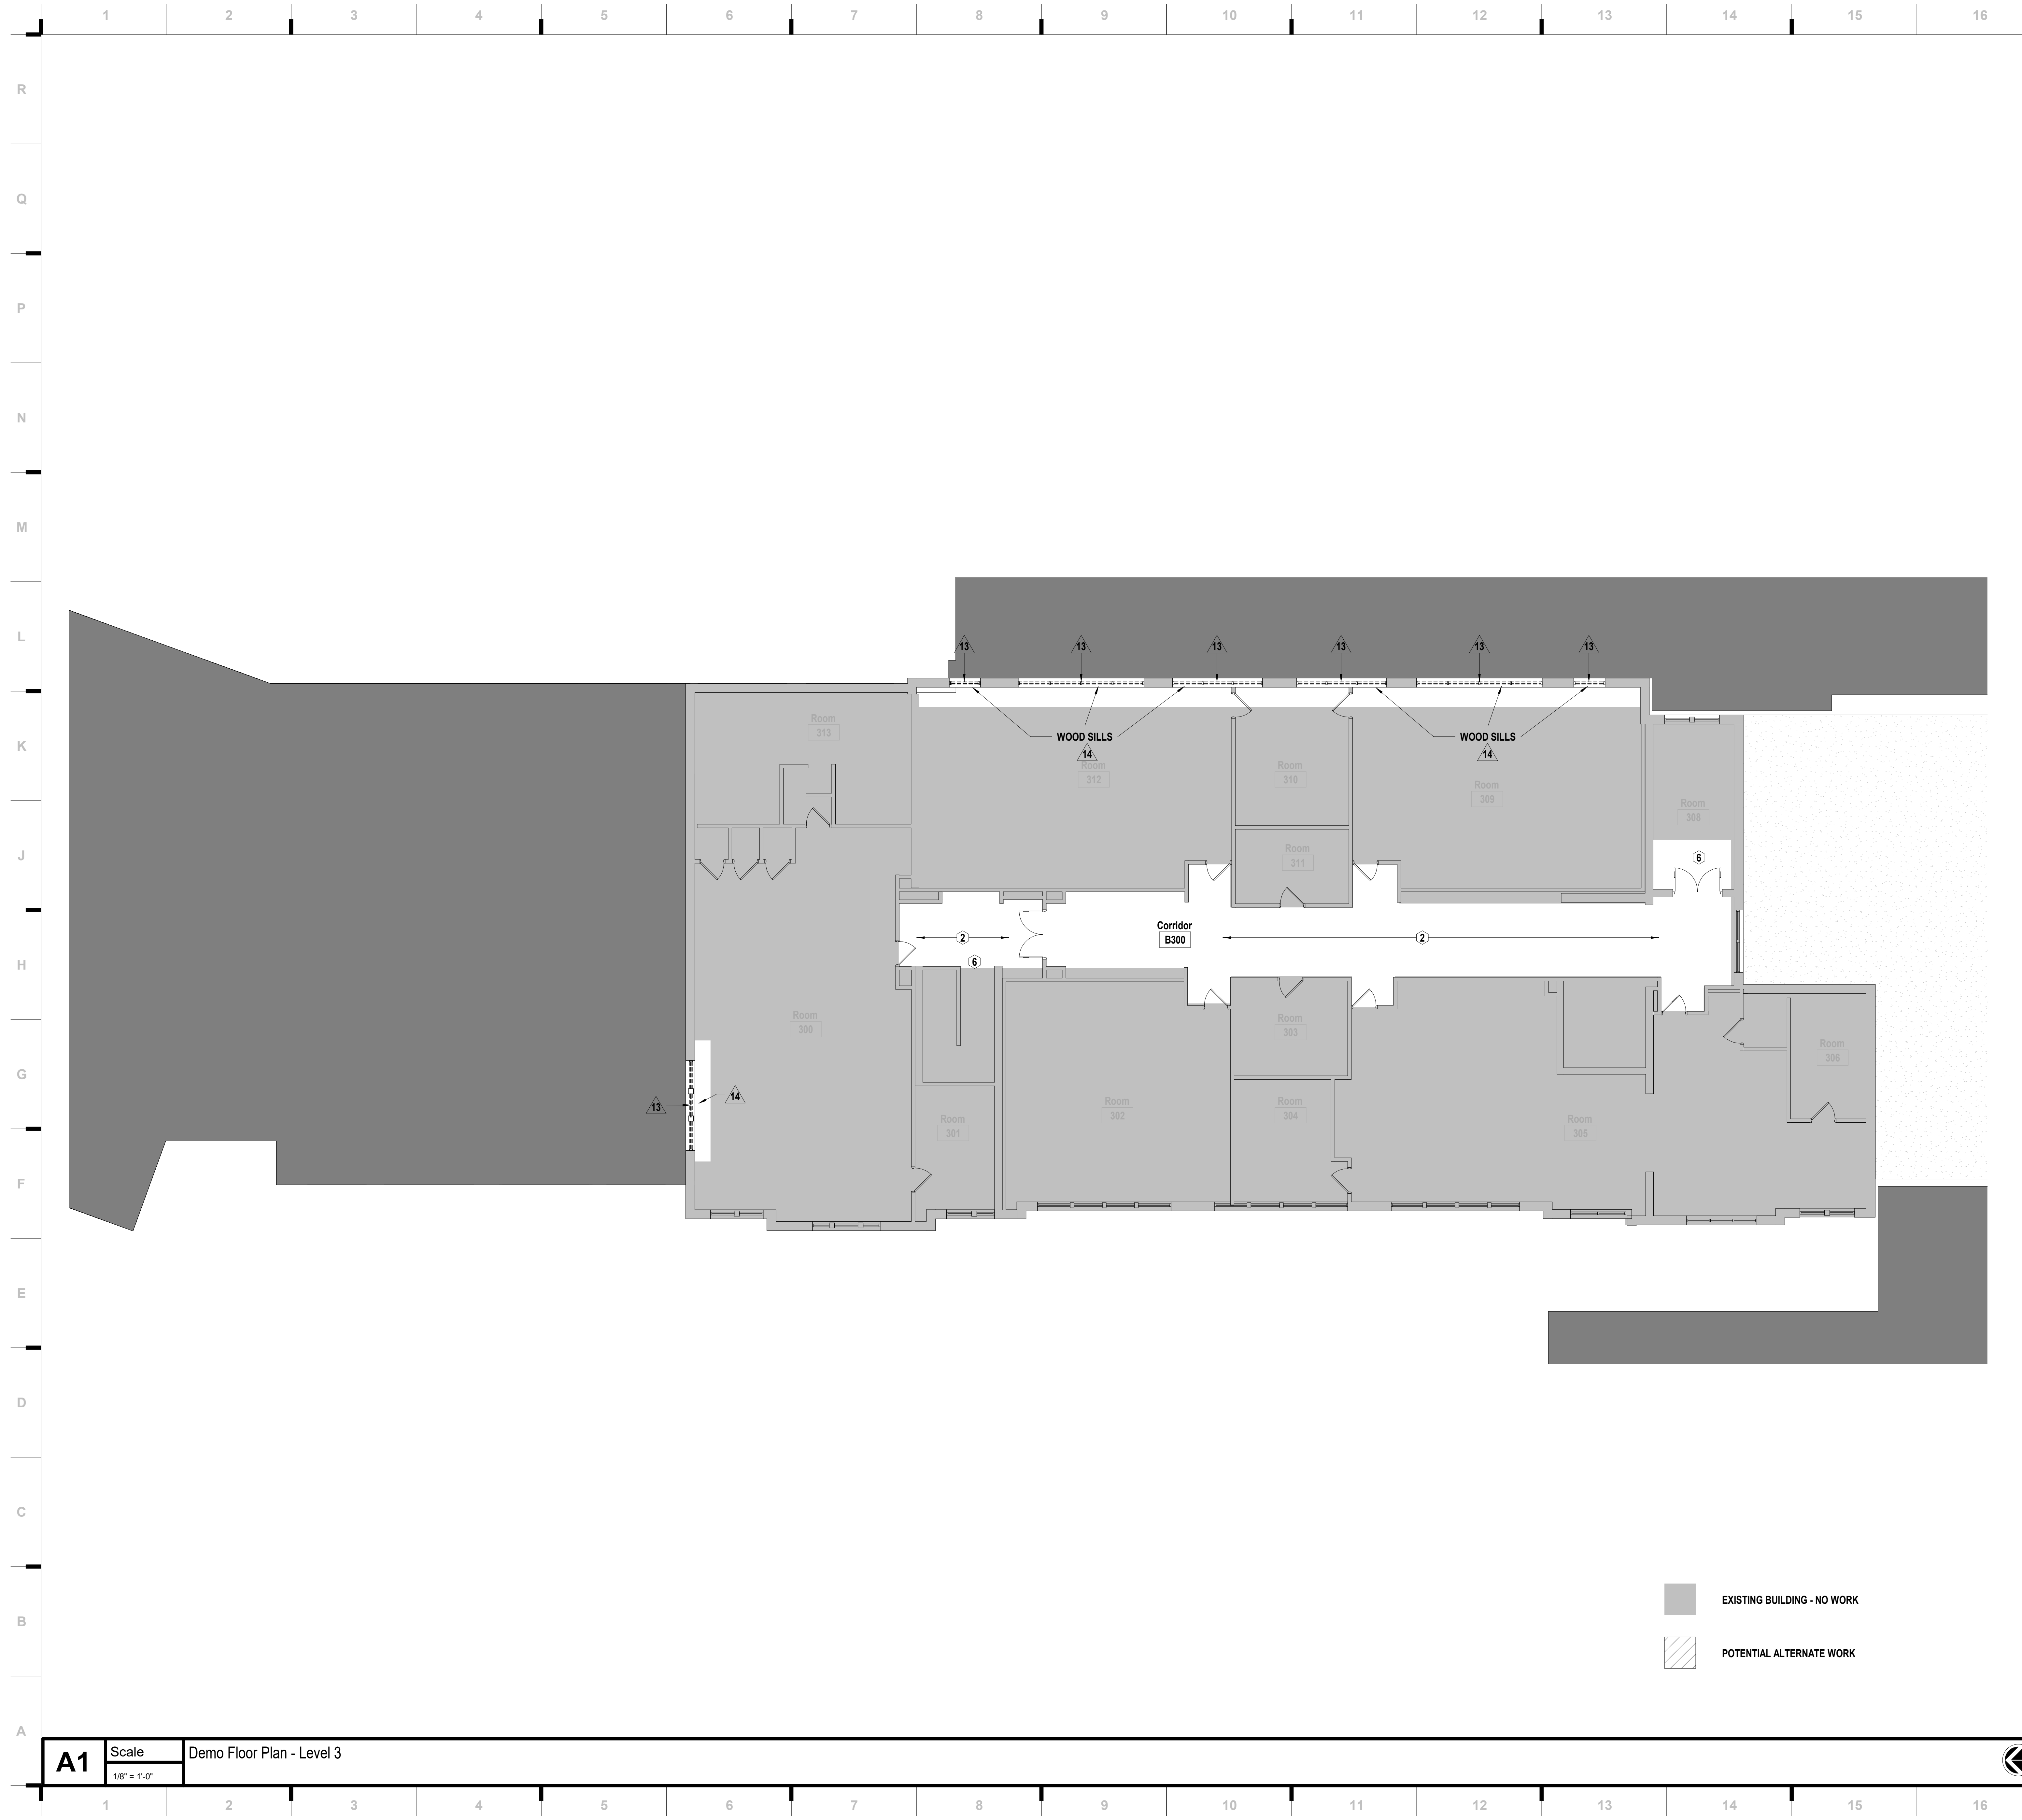 1 2 3 4 5 6 7 8 9 10 11 12 13 14 15 16
R
Q
P
N
M
L
13 13 13 13 13 13
K
Room
313
WOOD SILLS
14
WOOD SILLS
14
Room
312
Room
310
Room
309
Room
308
J
Room
311
6
Corridor
B300
2
2
H
6
Room
300
Room
303
Room
306
G
13
14
Room
301
Room
302
Room
304
Room
305
F
E
D
C
B
EXISTING BUILDING - NO WORK
POTENTIAL ALTERNATE WORK
A
A1
Scale
1/8" = 1'-0"
Demo Floor Plan - Level 3
1 2 3 4 5 6 7 8 9 10 11 12 13 14 15 16